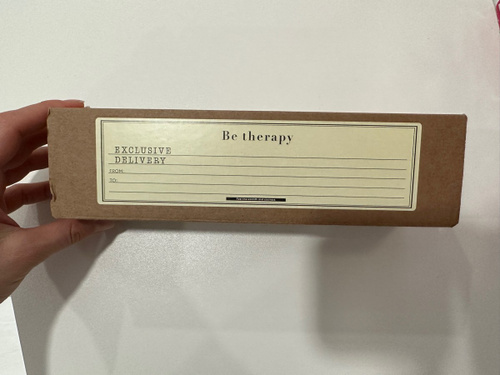 Be therapy
EXCLUSIVE
DELIVERY
FROM:
TO: